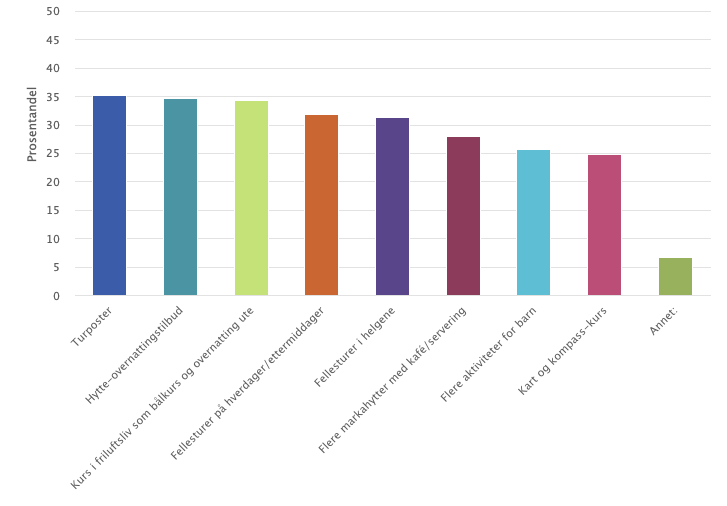 Prosentandel
50
45
40
35
30
25
20
15
10
5
0
Turposter
Hytte-overnattingstilbud
Kurs i friluftsliv som bålkurs og overnatting ute
Fellesturer på hverdager/ettermiddager
Fellesturer i helgene
Flere markahytter med kafé/servering
Flere aktiviteter for barn
Kart og kompass-kurs
Annet: